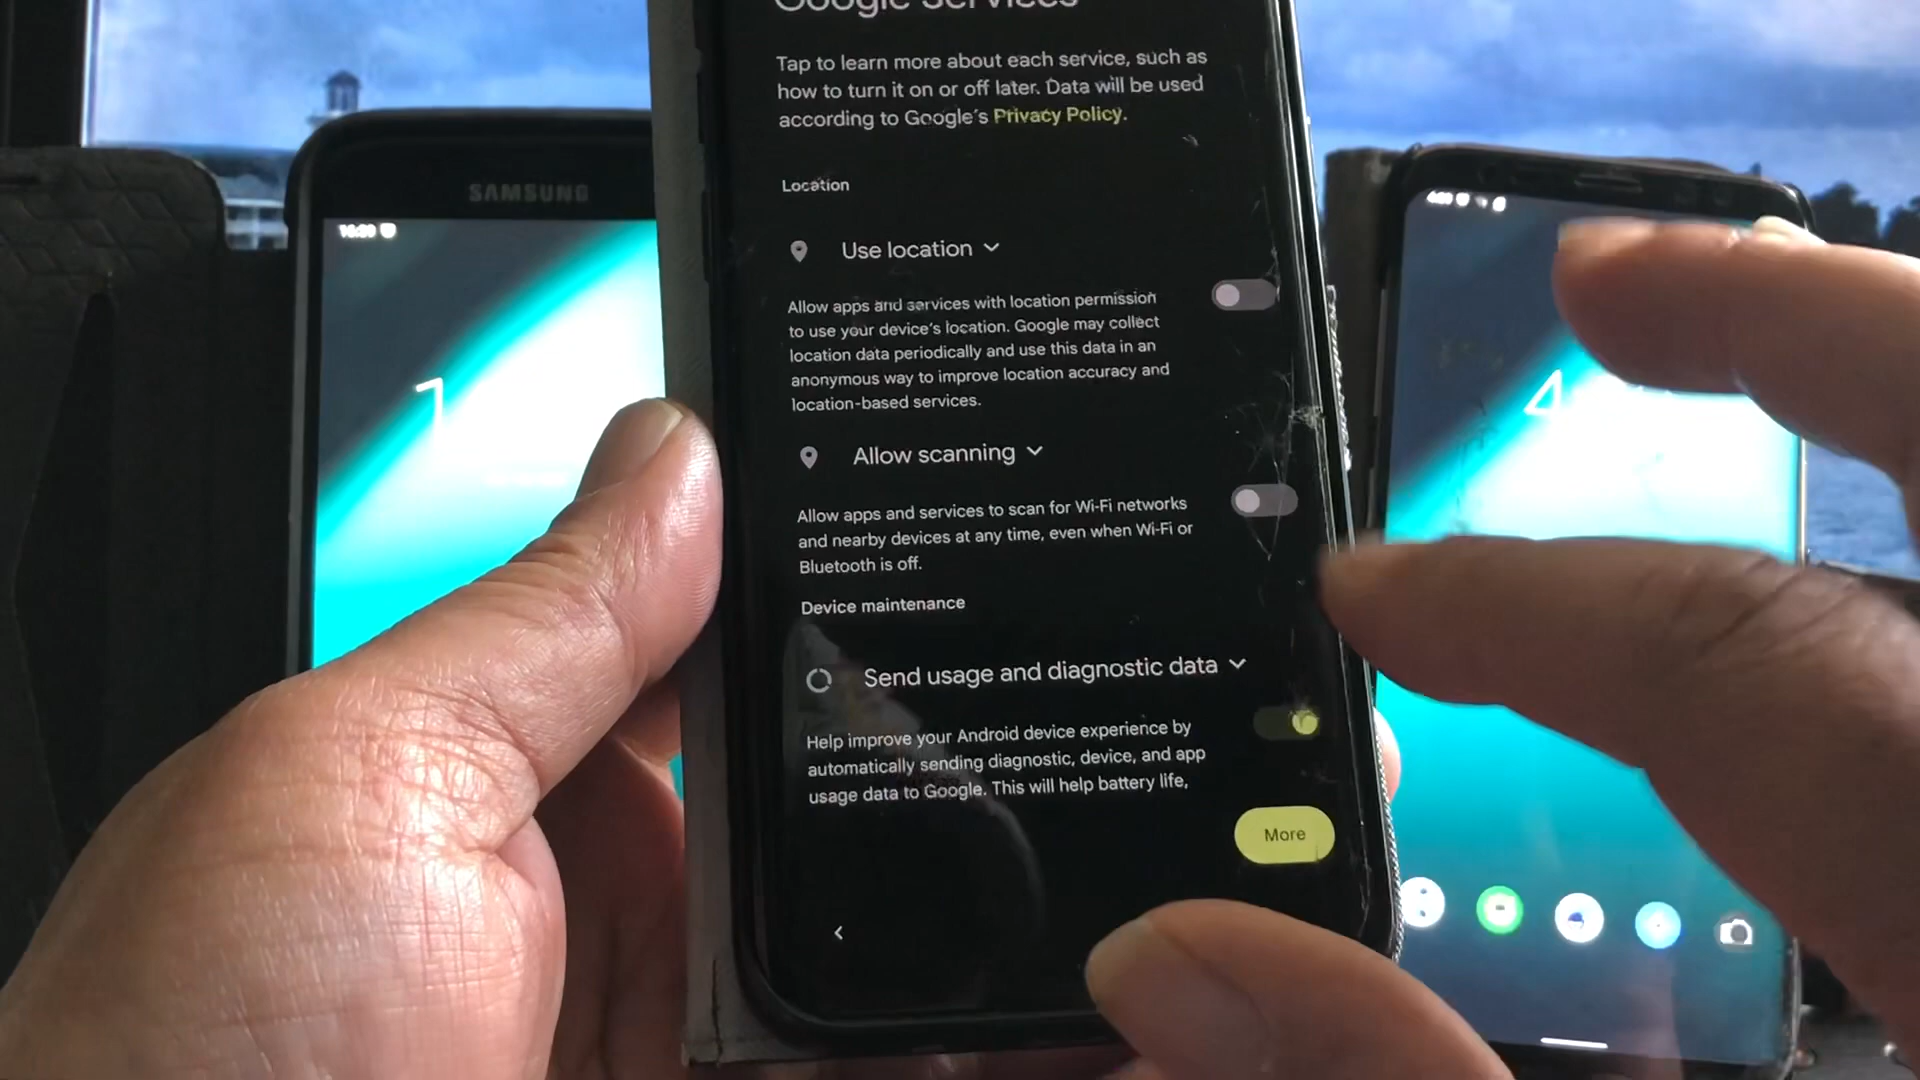 Google Services
Tap to learn more about each service, such as
how to turn it on or off later. Data will be used
according to Google's Privacy Policy.
Location
Use location
Allow apps and services with location permission
to use your device's location. Google may collect
location data periodically and use this data in an
anonymous way to improve location accuracy and
location-based services.
Allow scanning
Allow apps and services to scan for Wi-Fi networks
and nearby devices at any time, even when Wi-Fi or
Bluetooth is off.
Device maintenance
Send usage and diagnostic data
Help improve your Android device experience by
automatically sending diagnostic, device, and app
usage data to Google. This will help battery life,
More
SAMSUNG
1
4